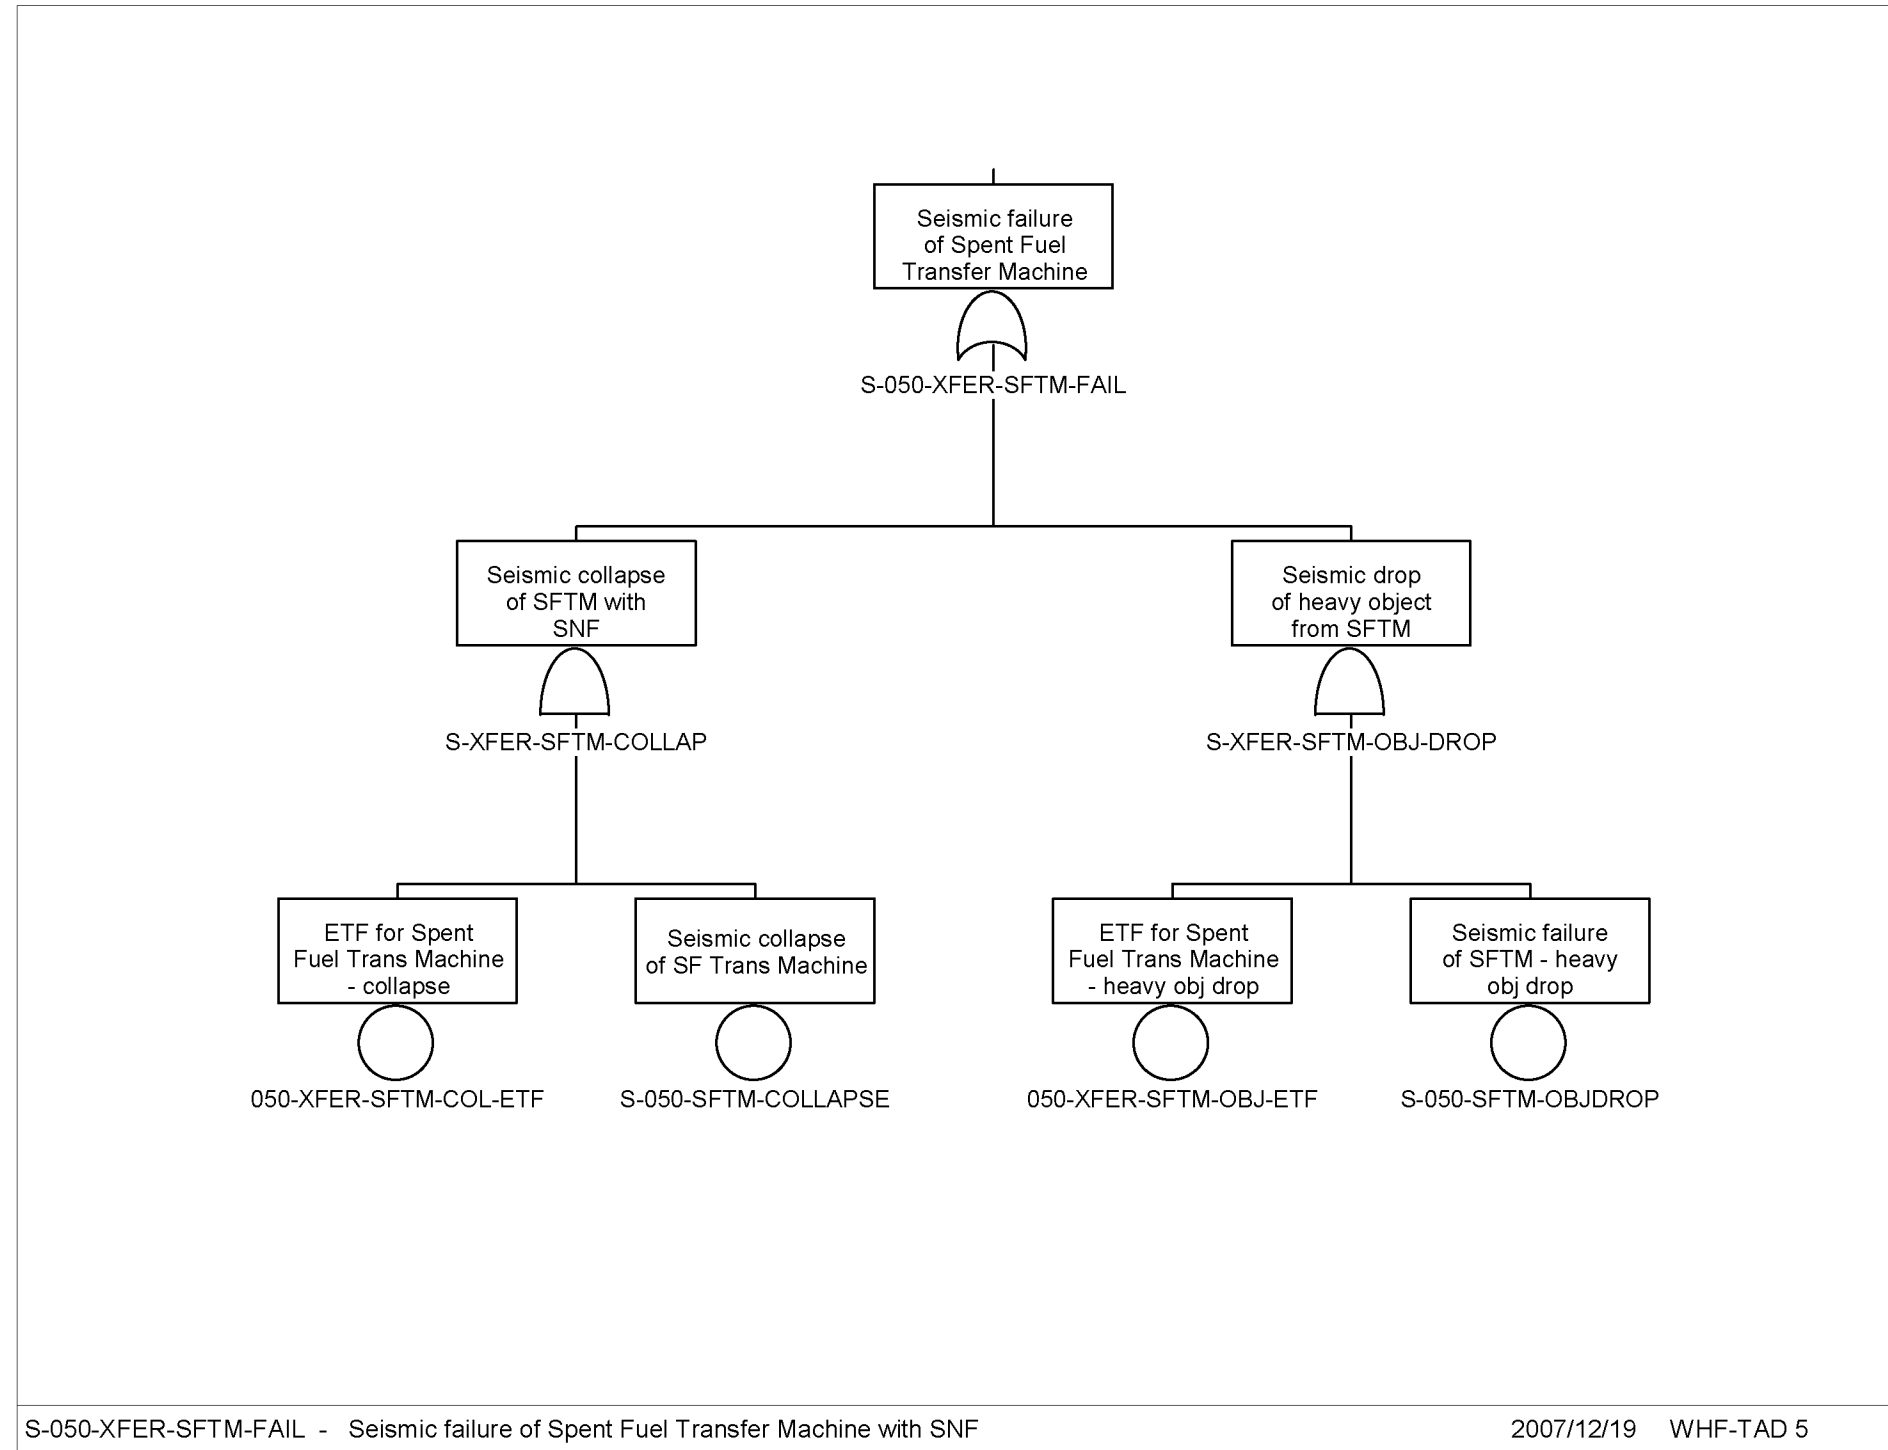 Seismic failure
of Spent Fuel
Transfer Machine
S-050-XFER-SFTM-FAIL
Seismic collapse
of SFTM with
SNF
S-XFER-SFTM-COLLAP
Seismic drop
of heavy object
from SFTM
S-XFER-SFTM-OBJ-DROP
ETF for Spent
Fuel Trans Machine
- collapse
050-XFER-SFTM-COL-ETF
Seismic collapse
of SF Trans Machine
S-050-SFTM-COLLAPSE
ETF for Spent
Fuel Trans Machine
- heavy obj drop
050-XFER-SFTM-OBJ-ETF
Seismic failure
of SFTM - heavy
obj drop
S-050-SFTM-OBJDROP
S-050-XFER-SFTM-FAIL - Seismic failure of Spent Fuel Transfer Machine with SNF 2007/12/19 WHF-TAD 5